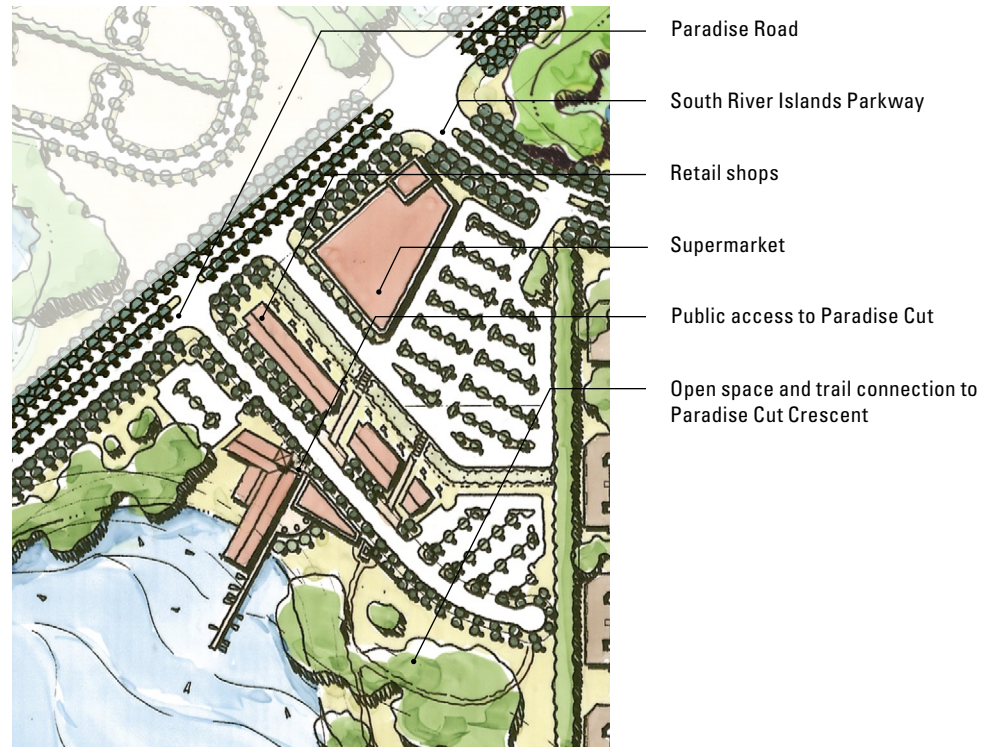 Paradise Road
South River Islands Parkway
Retail shops
Supermarket
Public access to Paradise Cut
Open space and trail connection to
Paradise Cut Crescent